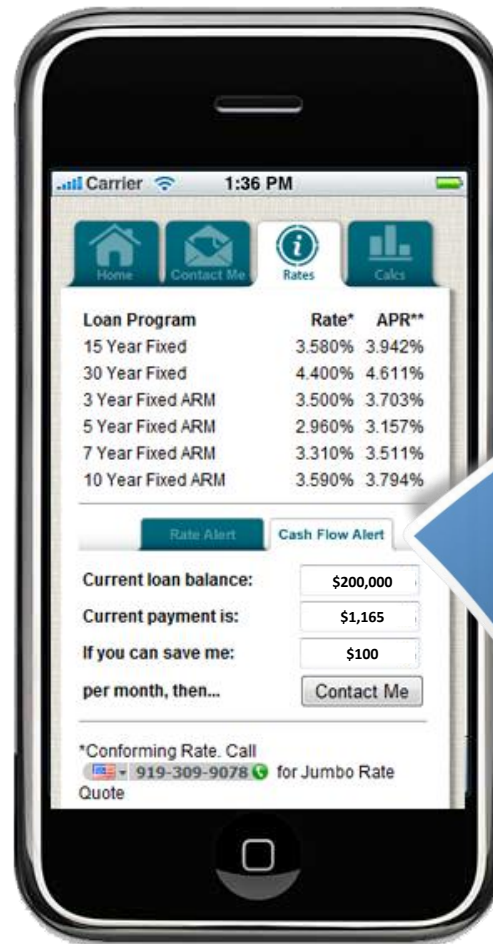 Carrier 1:36 PM
Home Contact Me Rates Calcs
Loan Program Rate* APR**
15 Year Fixed 3.580% 3.942%
30 Year Fixed 4.400% 4.611%
3 Year Fixed ARM 3.500% 3.703%
5 Year Fixed ARM 2.960% 3.157%
7 Year Fixed ARM 3.310% 3.511%
10 Year Fixed ARM 3.590% 3.794%
Rate Alert Cash Flow Alert
Current loan balance: $200,000
Current payment is: $1,165
If you can save me: $100
per month, then... Contact Me
*Conforming Rate. Call
919-309-9078 for Jumbo Rate
Quote